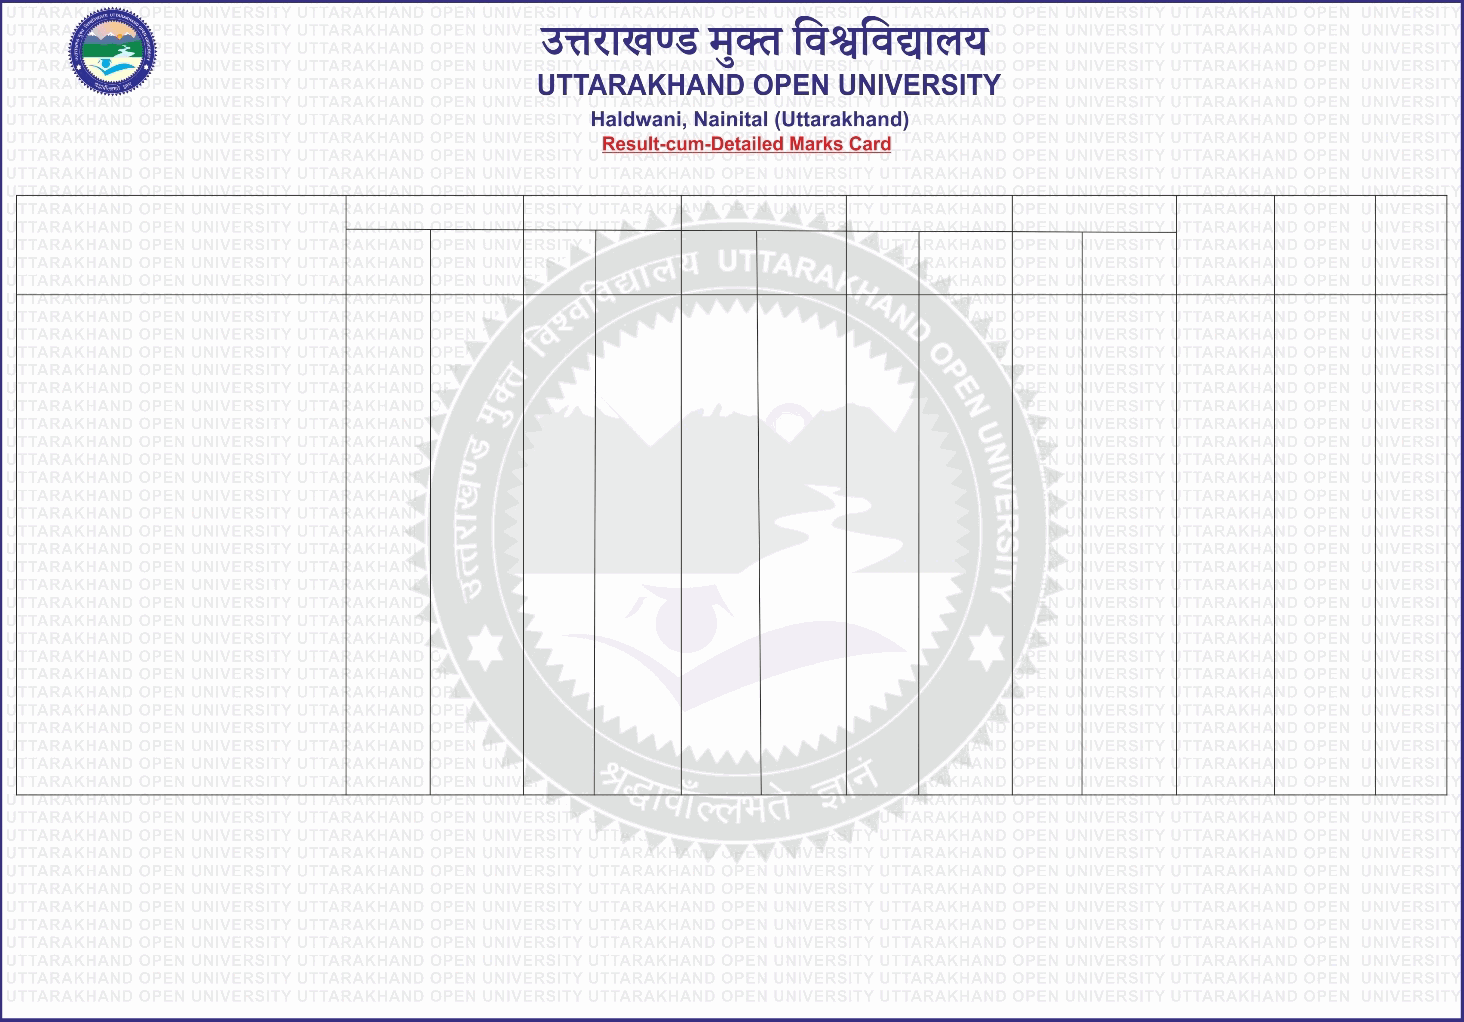 उत्तराखण्ड मुक्त विश्वविद्यालय
UTTARAKHAND OPEN UNIVERSITY
Haldwani, Nainital (Uttarakhand)
Result-cum-Detailed Marks Card
उत्तराखण्ड मुक्त विश्वविद्यालय UTTARAKHAND OPEN UNIVERSITY
श्रद्धावाँल्लभते ज्ञानं